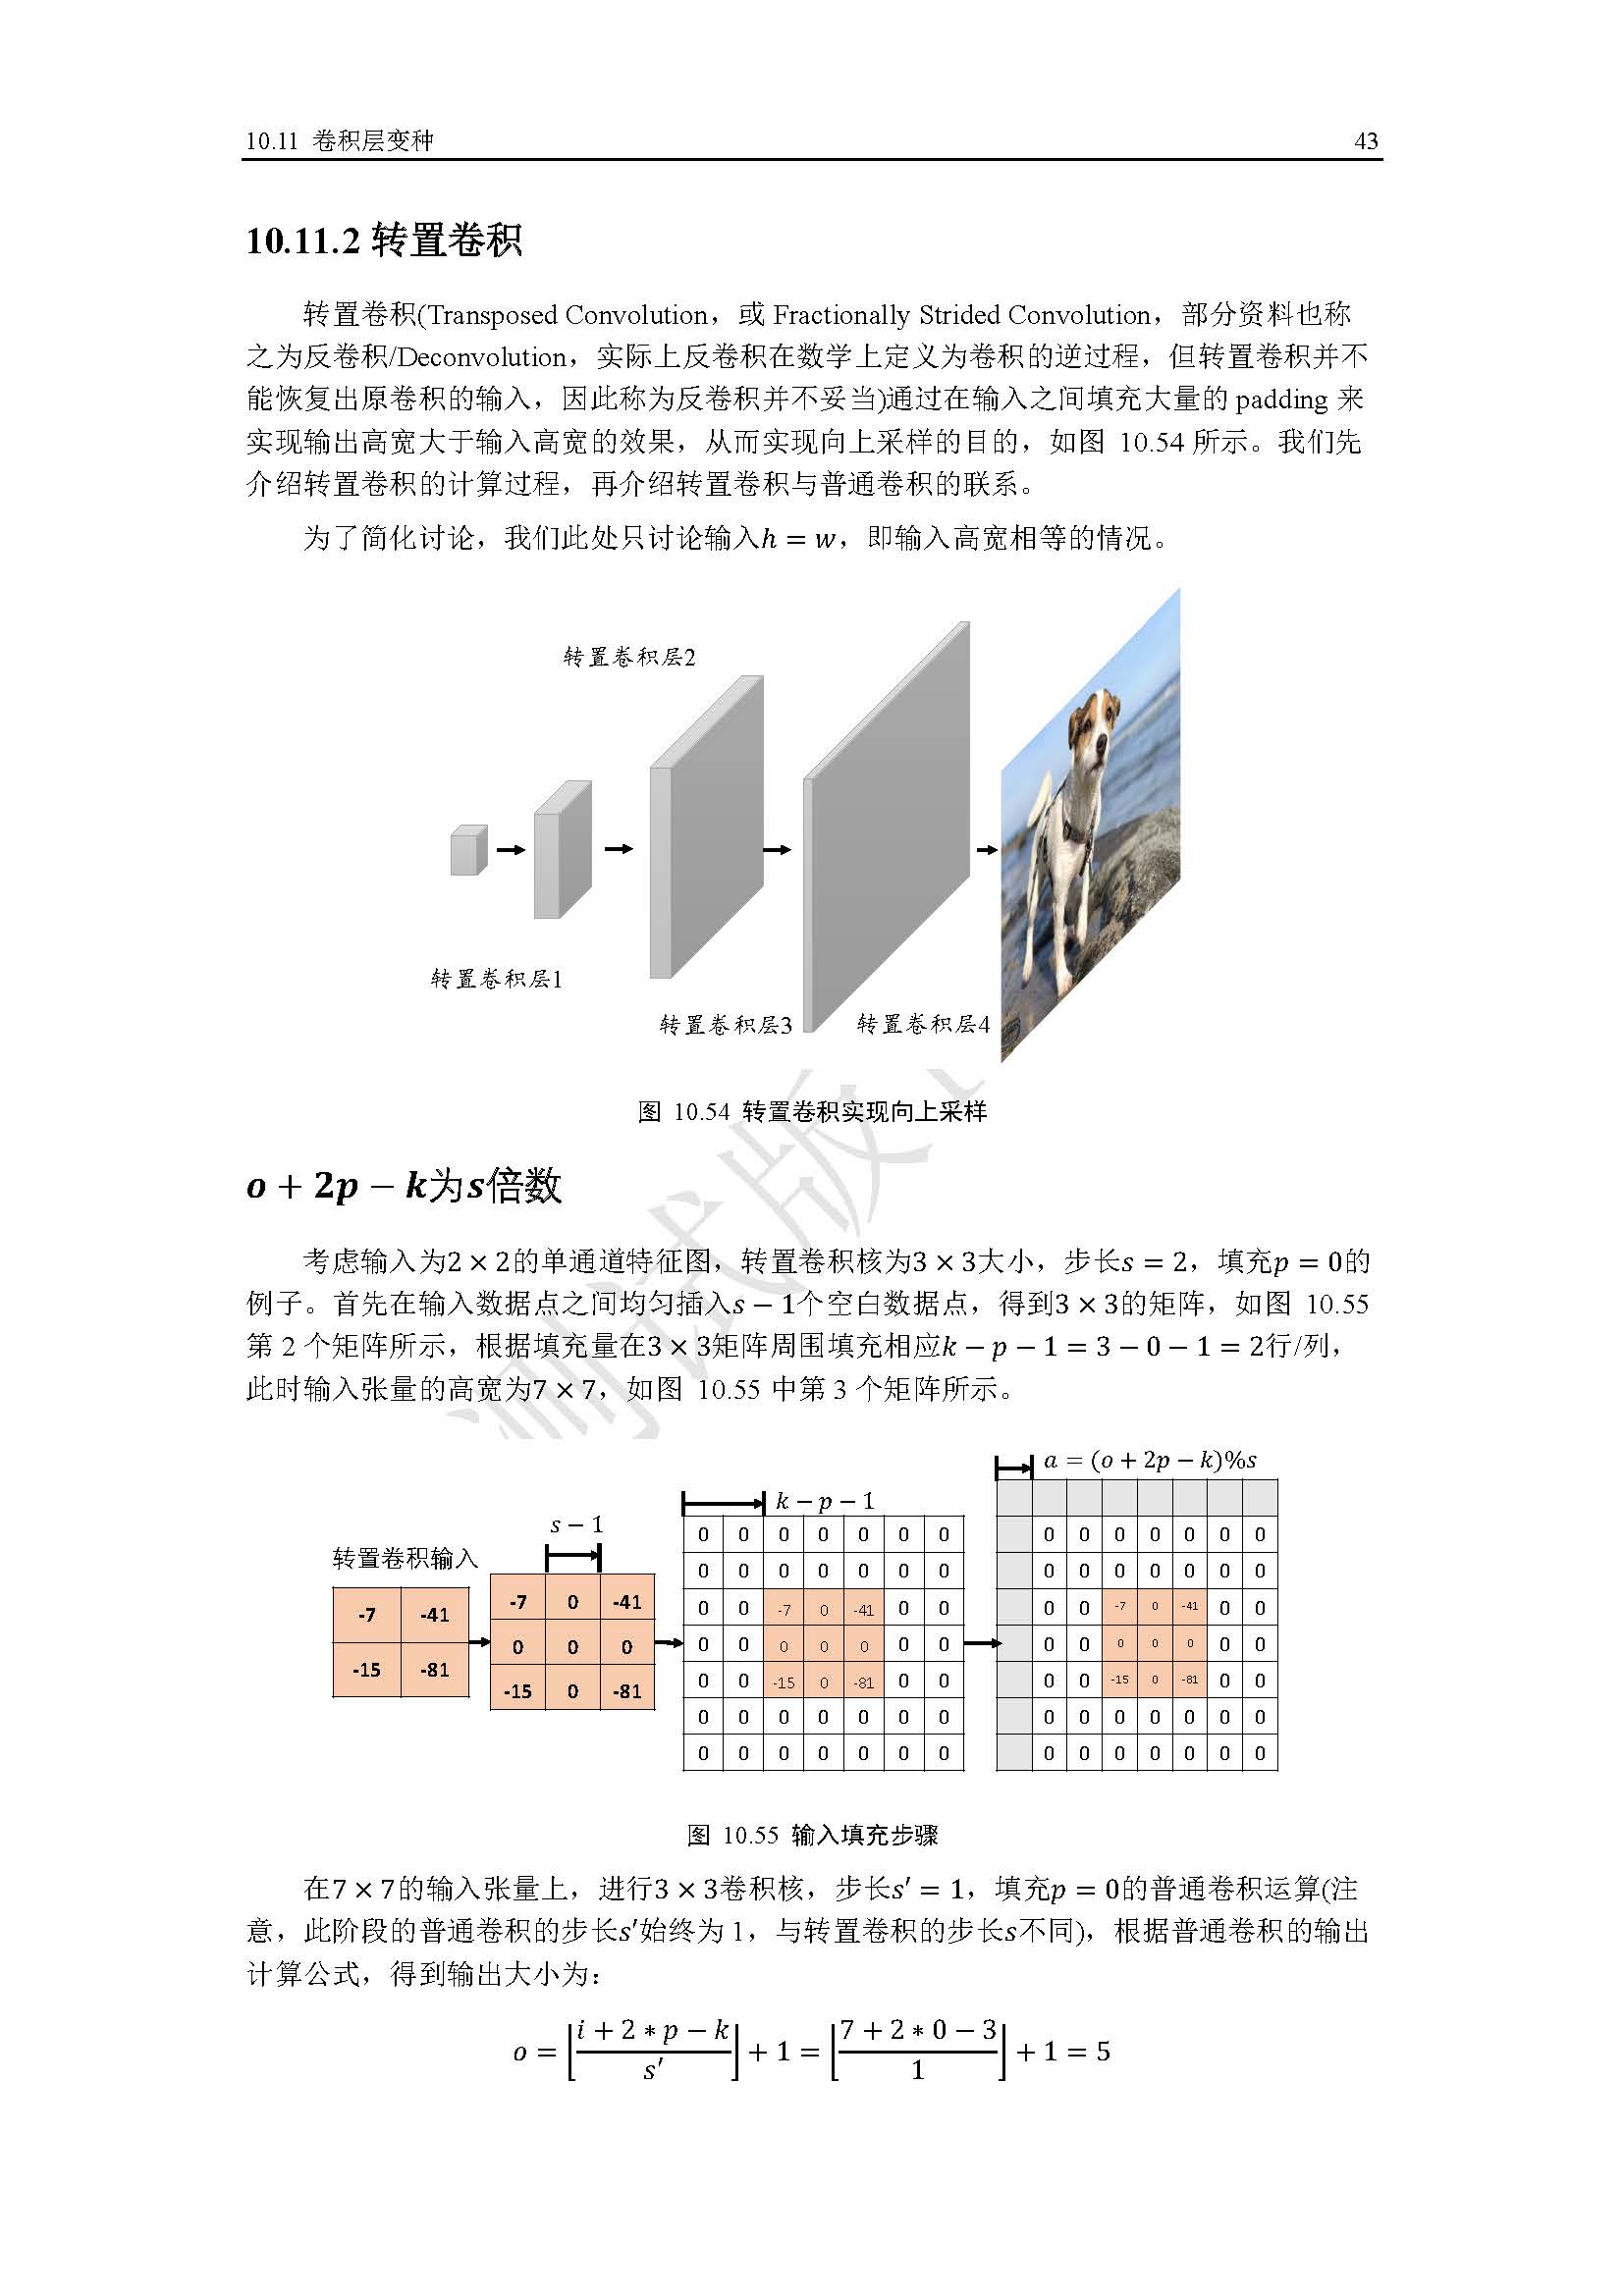 10.11 卷积层变种 43
10.11.2 转置卷积
转置卷积(Transposed Convolution，或 Fractionally Strided Convolution，部分资料也称
之为反卷积/Deconvolution，实际上反卷积在数学上定义为卷积的逆过程，但转置卷积并不
能恢复出原卷积的输入，因此称为反卷积并不妥当)通过在输入之间填充大量的 padding 来
实现输出高宽大于输入高宽的效果，从而实现向上采样的目的，如图 10.54 所示。我们先
介绍转置卷积的计算过程，再介绍转置卷积与普通卷积的联系。
为了简化讨论，我们此处只讨论输入h = w，即输入高宽相等的情况。
转置卷积层2
转置卷积层1
转置卷积层3 转置卷积层4
图 10.54 转置卷积实现向上采样
o + 2p − k为s倍数
考虑输入为2 × 2的单通道特征图，转置卷积核为3 × 3大小，步长s = 2，填充p = 0的
例子。首先在输入数据点之间均匀插入s − 1个空白数据点，得到3 × 3的矩阵，如图 10.55
第 2 个矩阵所示，根据填充量在3 × 3矩阵周围填充相应k − p − 1 = 3 − 0 − 1 = 2行/列，
此时输入张量的高宽为7 × 7，如图 10.55 中第 3 个矩阵所示。
转置卷积输入
-7 -41
-15 -81
s − 1
-7 0 -41
0 0 0
-15 0 -81
k − p − 1
0 0 0 0 0 0 0
0 0 0 0 0 0 0
0 0 -7 0 -41 0 0
0 0 0 0 0 0 0
0 0 -15 0 -81 0 0
0 0 0 0 0 0 0
0 0 0 0 0 0 0
a = (o + 2p − k)%s
0 0 0 0 0 0 0
0 0 0 0 0 0 0
0 0 -7 0 -41 0 0
0 0 0 0 0 0 0
0 0 -15 0 -81 0 0
0 0 0 0 0 0 0
0 0 0 0 0 0 0
图 10.55 输入填充步骤
在7 × 7的输入张量上，进行3 × 3卷积核，步长s′ = 1，填充p = 0的普通卷积运算(注
意，此阶段的普通卷积的步长s′始终为 1，与转置卷积的步长s不同)，根据普通卷积的输出
计算公式，得到输出大小为：
o = ⌊(i + 2 ∗ p − k)/s′⌋ + 1 = ⌊(7 + 2 ∗ 0 − 3)/1⌋ + 1 = 5
测试版